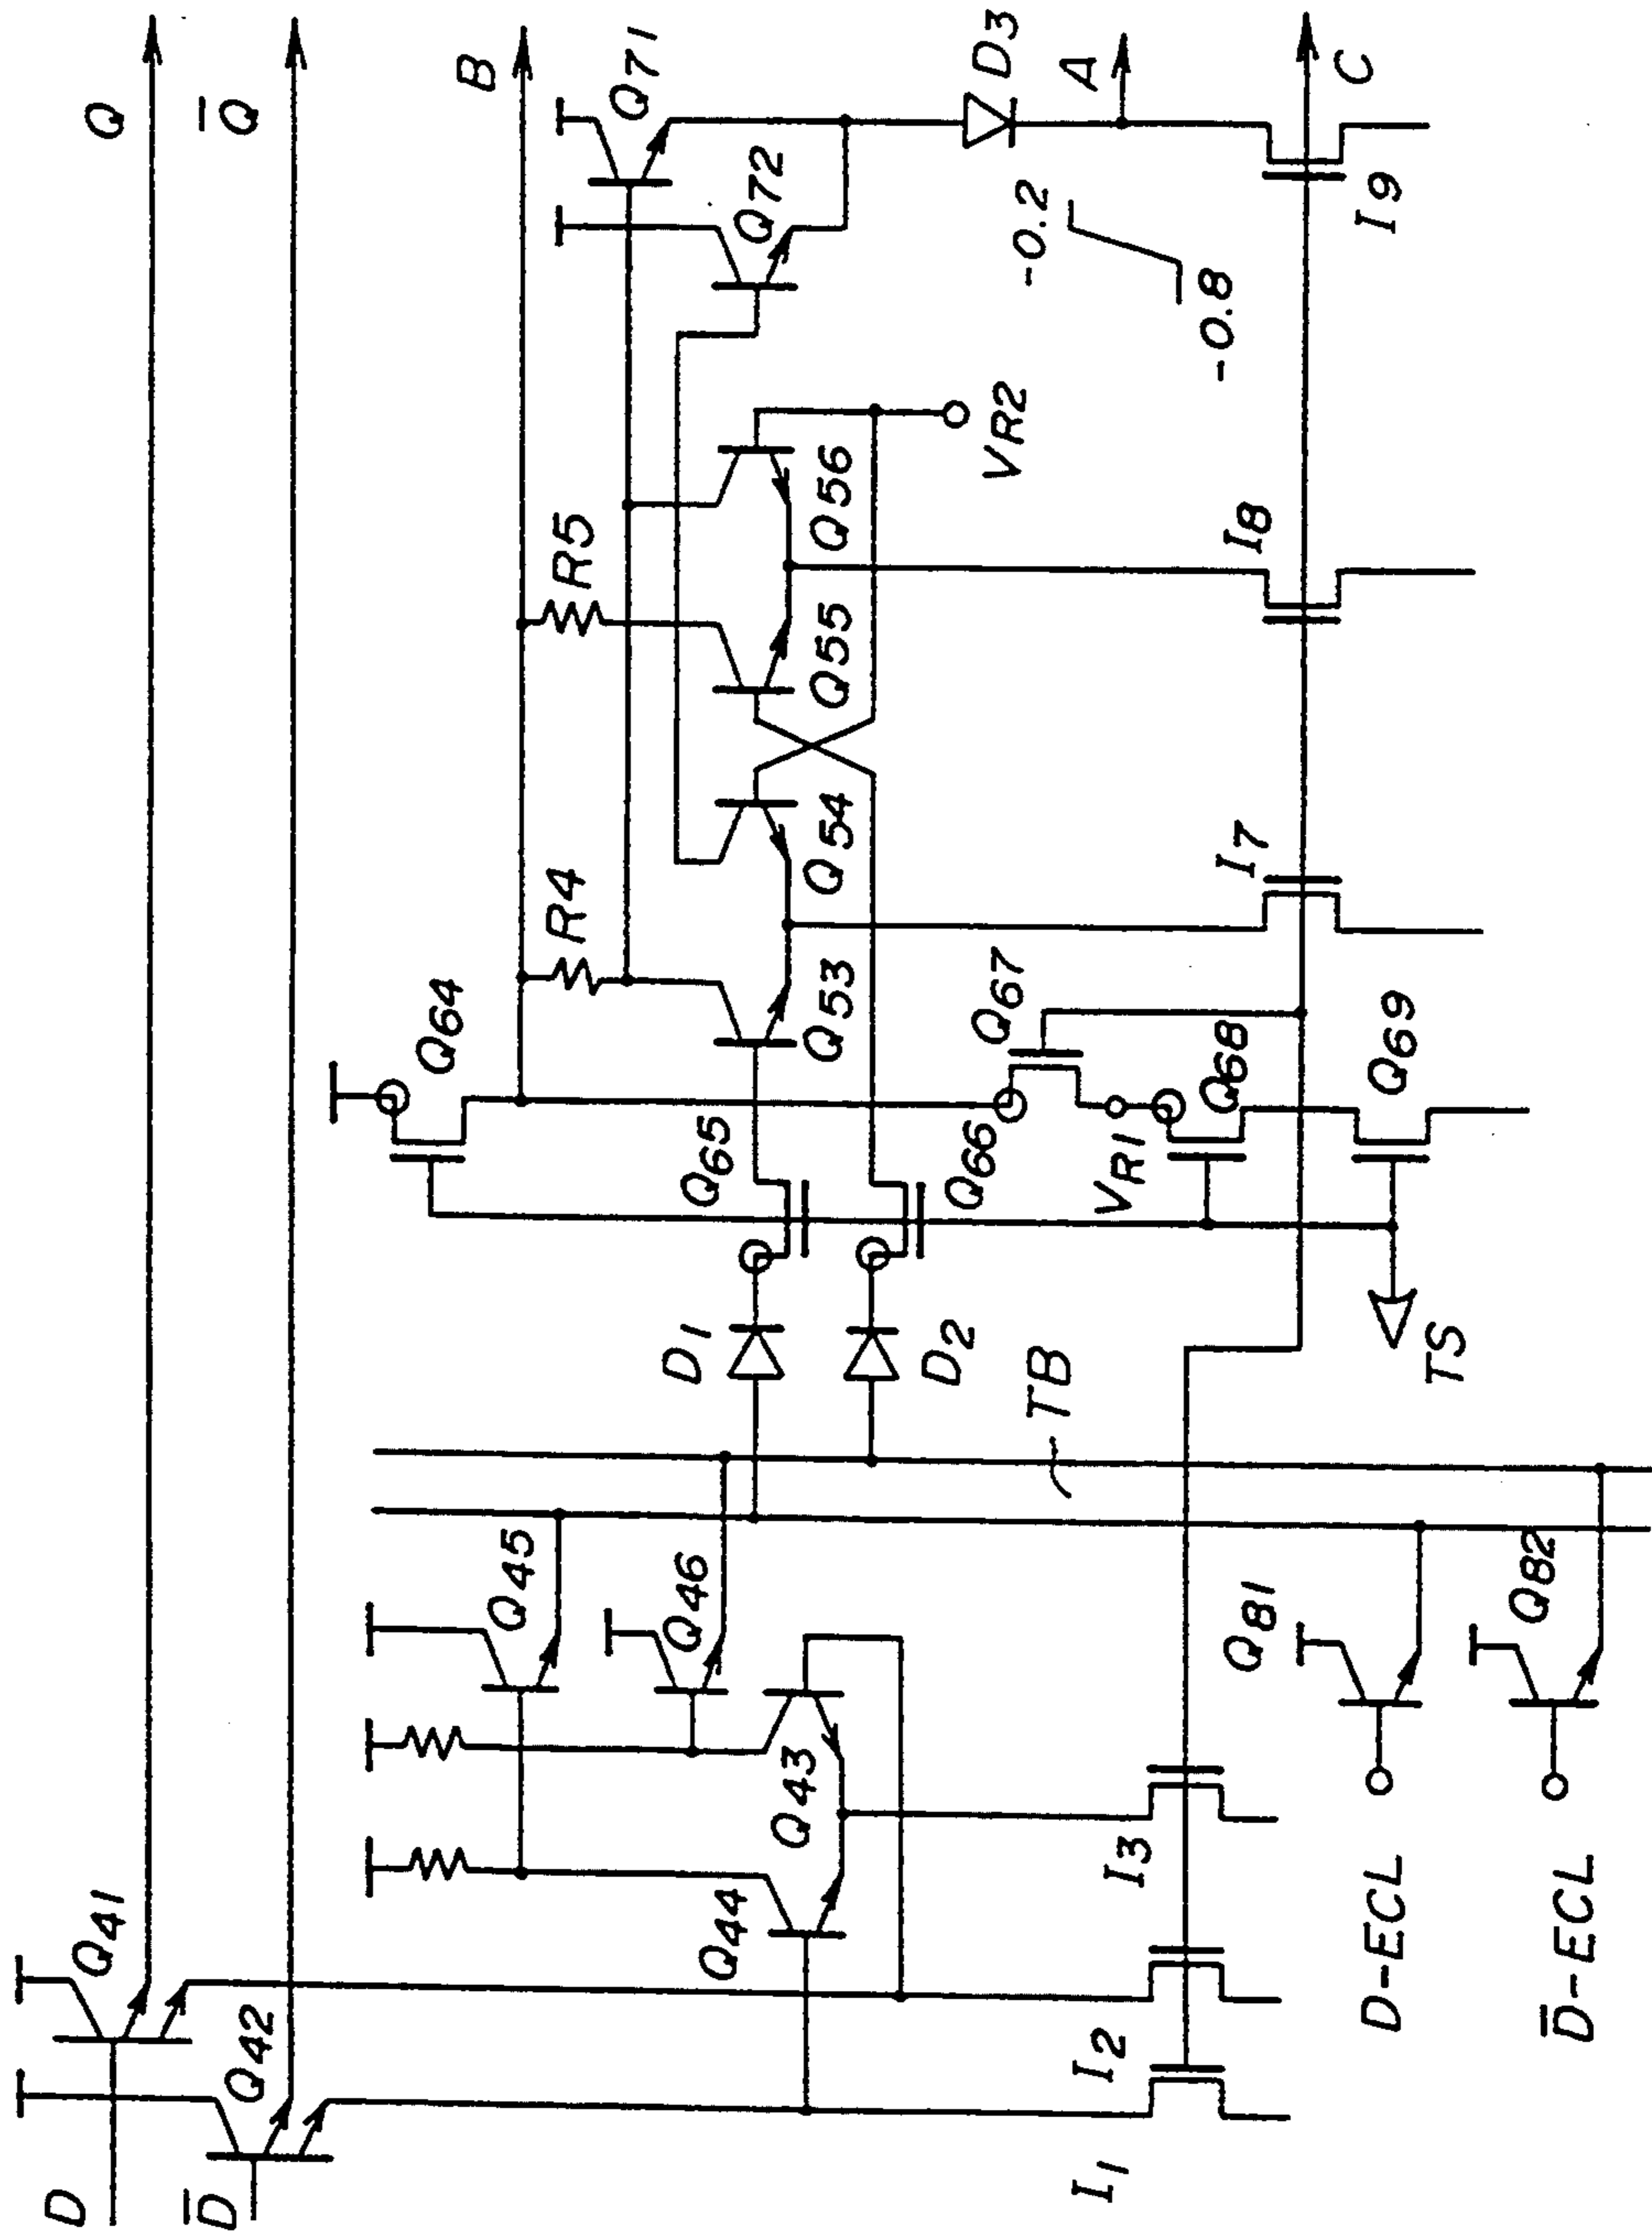 Q
Q̅
B
Q71
Q72
D3
A
C
I9
-0.2
-0.8
Q56
VR2
R5
Q55
I8
Q54
R4
Q53
I7
Q64
Q65
Q66
Q67
VR1
Q68
Q69
TS
D1
D2
TB
Q45
Q46
Q43
Q44
I3
Q81
Q82
D-ECL
D̅-ECL
Q41
Q42
I2
I1
D
D̅